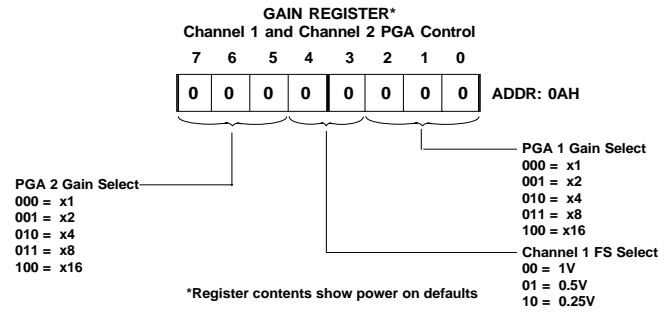 GAIN REGISTER*
Channel 1 and Channel 2 PGA Control
7 6 5 4 3 2 1 0
0 0 0 0 0 0 0 0 ADDR: 0AH
PGA 2 Gain Select
000 = x1
001 = x2
010 = x4
011 = x8
100 = x16
PGA 1 Gain Select
000 = x1
001 = x2
010 = x4
011 = x8
100 = x16
Channel 1 FS Select
00 = 1V
01 = 0.5V
10 = 0.25V
*Register contents show power on defaults